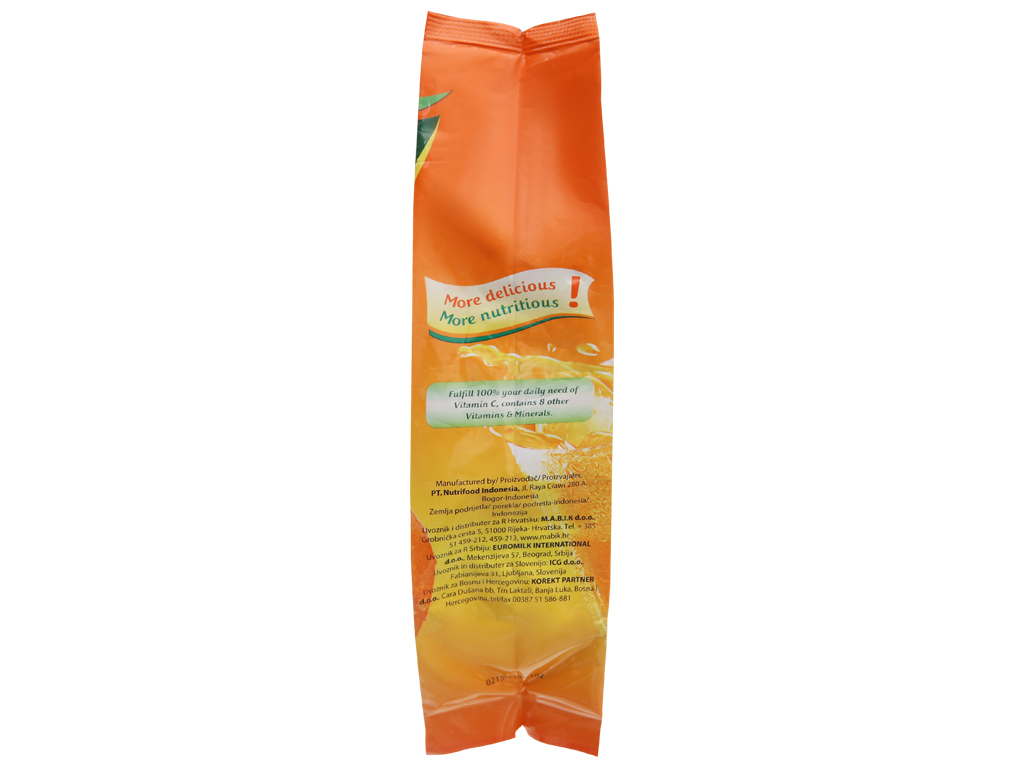 More delicious
More nutritious !
Fulfill 100% your daily need of
Vitamin C, contains 8 other
Vitamins & Minerals.
Manufactured by/ Proizvođač/ Proizvajalec
PT. Nutrifood Indonesia, Jl. Raya Ciawi 280 A.
Bogor-Indonesia
Zemlja podrijetla/ porekla/ podretla-Indonesia/
Indonezija
Uvoznik i distributer za R Hrvatsku: M.A.B.I.K d.o.o.,
Grobnička cesta 5, 51000 Rijeka- Hrvatska. Tel. + 385
51 459-212, 459-213, www.mabik.hr
Uvoznik za R Srbiju: EUROMILK INTERNATIONAL
d.o.o. Mekenzijeva 57, Beograd, Srbija
Uvoznik in distributer za Slovenijo: ICG d.o.o.,
Fabianijeva 31, Ljubljana, Slovenija
Uvoznik za Bosnu i Hercegovinu: KOREKT PARTNER
d.o.o. Cara Dušana bb, Trn Laktaši, Banja Luka, Bosna i
Hercegovina, tel/fax 00387 51 586-881